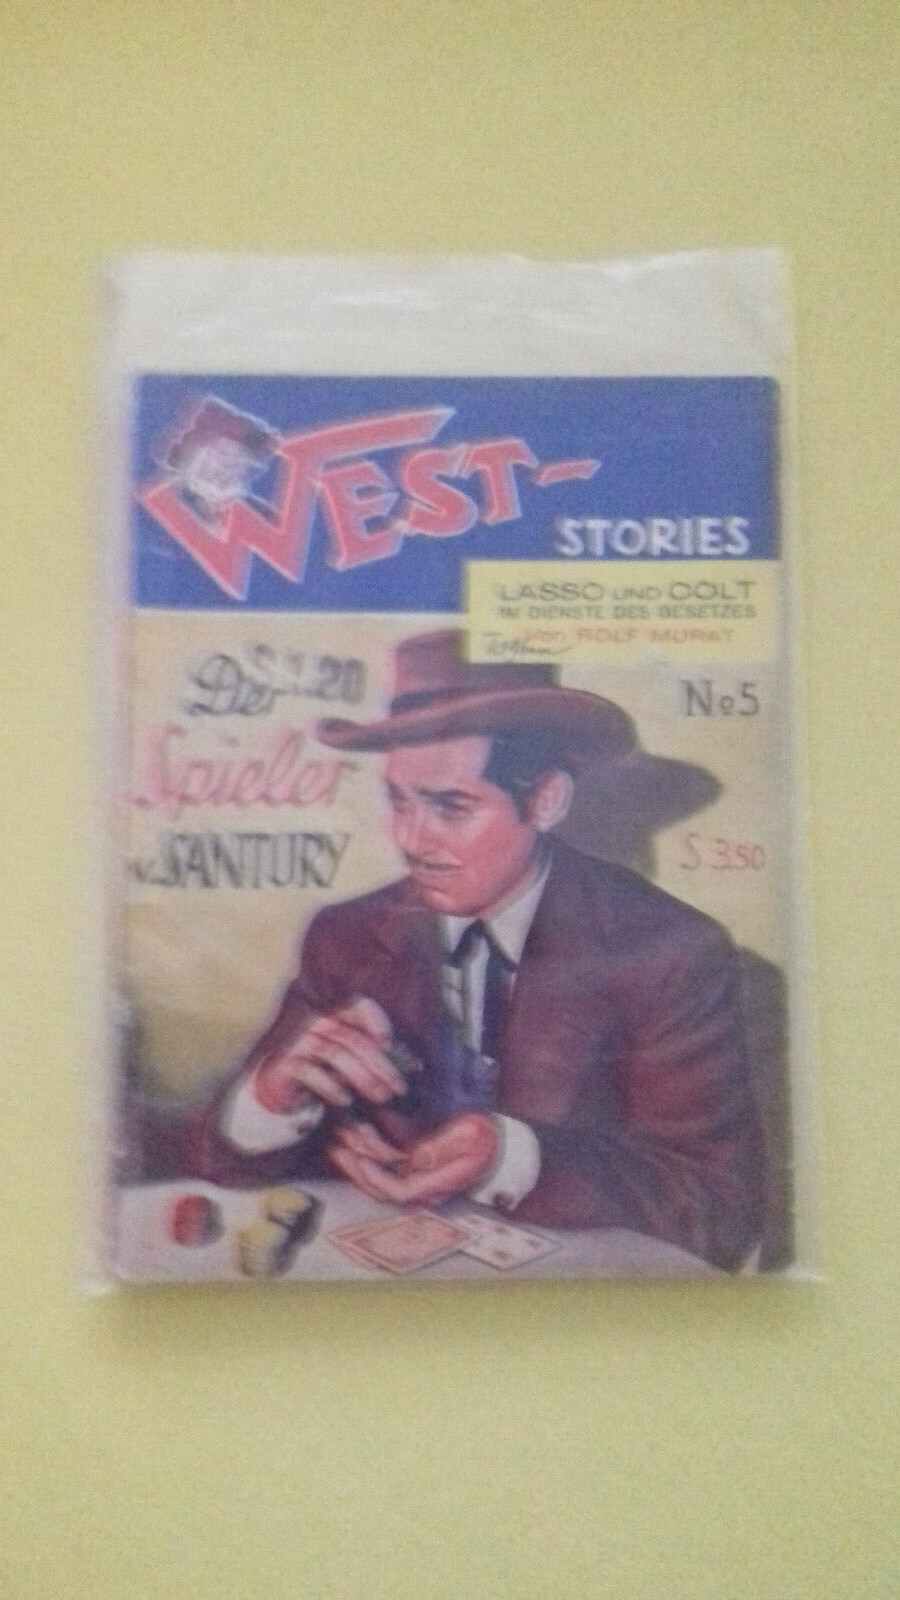 WEST-
STORIES
LASSO UND COLT
IM DIENSTE DES GESETZES
Von ROLF MURAT
Der
Spieler
v. SANTURY
No5
S 3.50